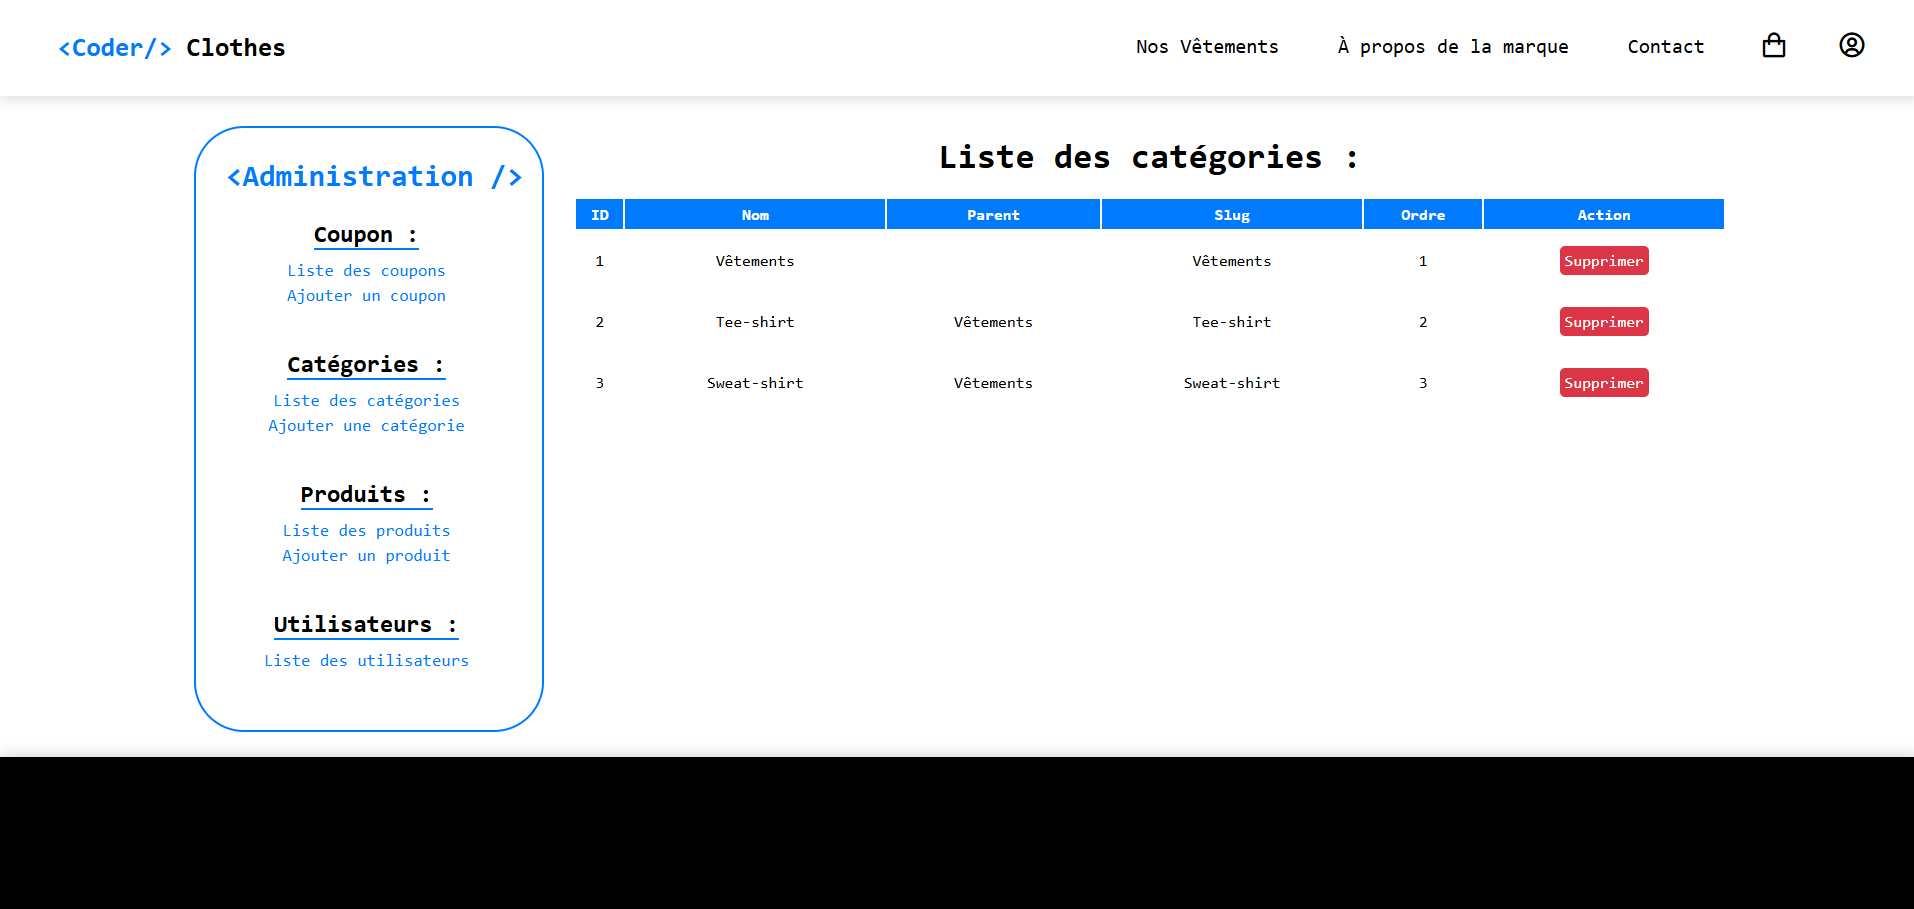 <Coder/> Clothes
Nos Vêtements
À propos de la marque
Contact
<Administration />
Coupon :
Liste des coupons
Ajouter un coupon
Catégories :
Liste des catégories
Ajouter une catégorie
Produits :
Liste des produits
Ajouter un produit
Utilisateurs :
Liste des utilisateurs
Liste des catégories :
ID Nom Parent Slug Ordre Action
1 Vêtements Vêtements 1 Supprimer
2 Tee-shirt Vêtements Tee-shirt 2 Supprimer
3 Sweat-shirt Vêtements Sweat-shirt 3 Supprimer